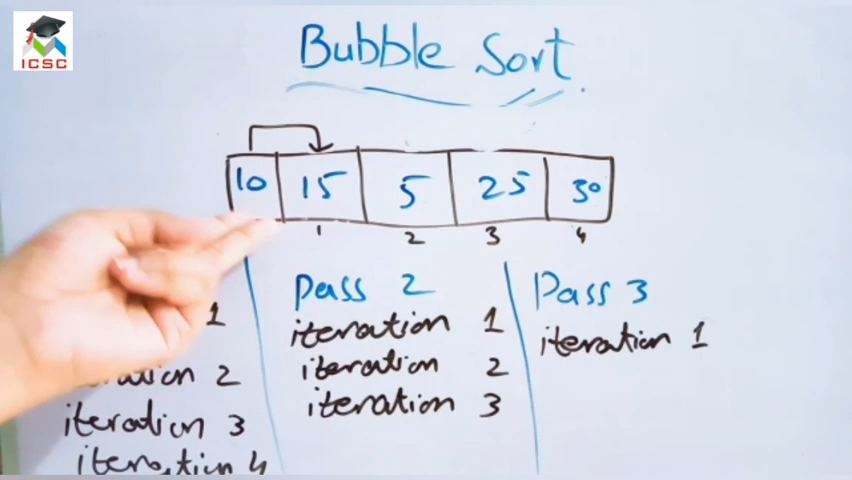 ICSC
Bubble Sort
10 15 5 25 30
1 2 3 4
Pass 2 Pass 3
1 iteration 1 iteration 1
2 iteration 2
iteration 3 iteration 3
iteration 4